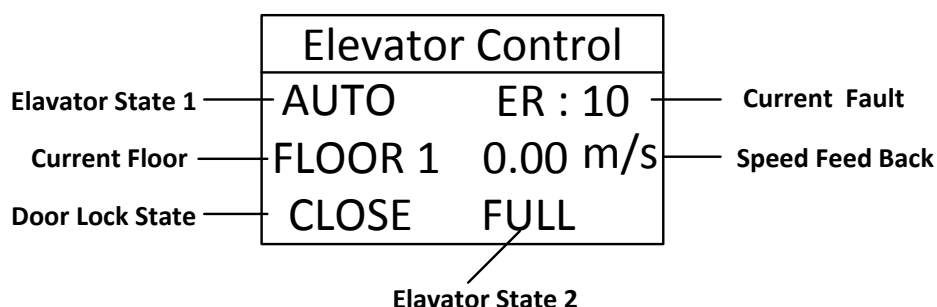 Elevator Control
Elavator State 1 AUTO ER : 10 Current Fault
Current Floor FLOOR 1 0.00 m/s Speed Feed Back
Door Lock State CLOSE FULL
Elavator State 2